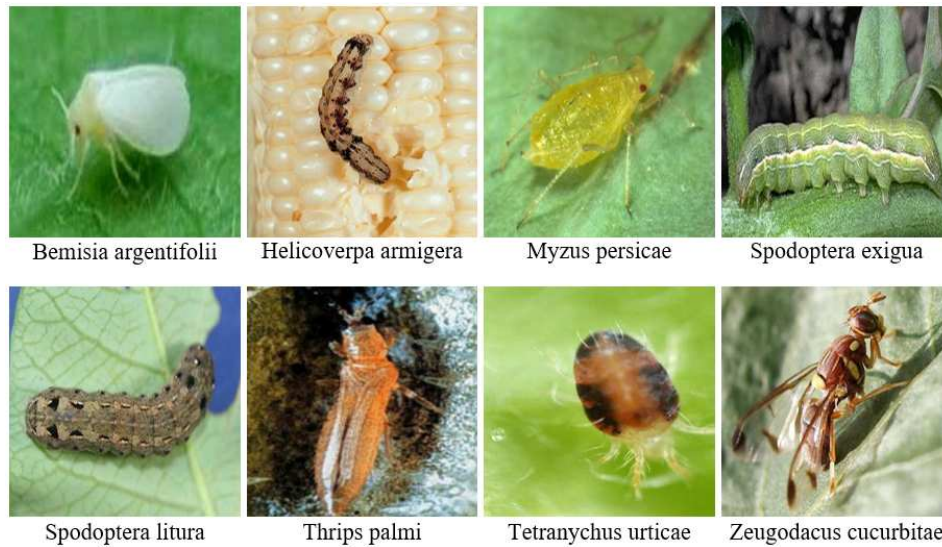 Bemisia argentifolii
Helicoverpa armigera
Myzus persicae
Spodoptera exigua
Spodoptera litura
Thrips palmi
Tetranychus urticae
Zeugodacus cucurbitae